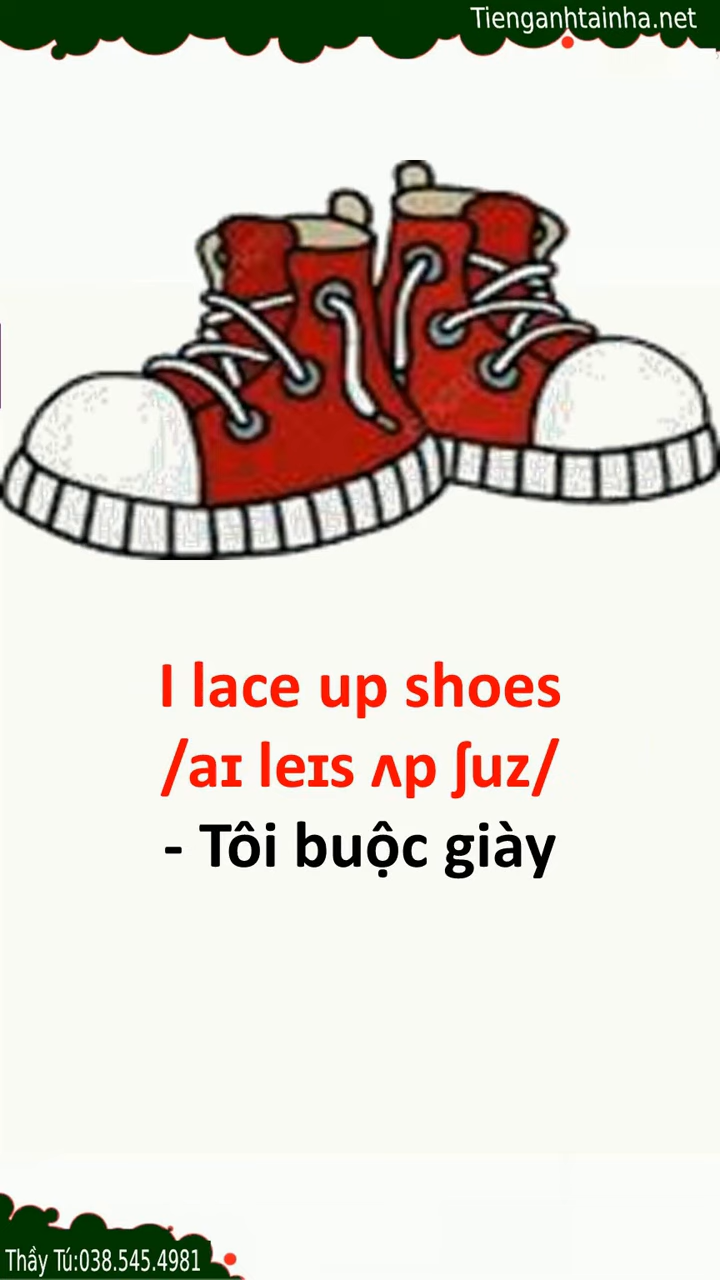 Tienganhtainha.net
I lace up shoes
/aɪ leɪs ʌp ʃuz/
- Tôi buộc giày
Thầy Tú:038.545.4981